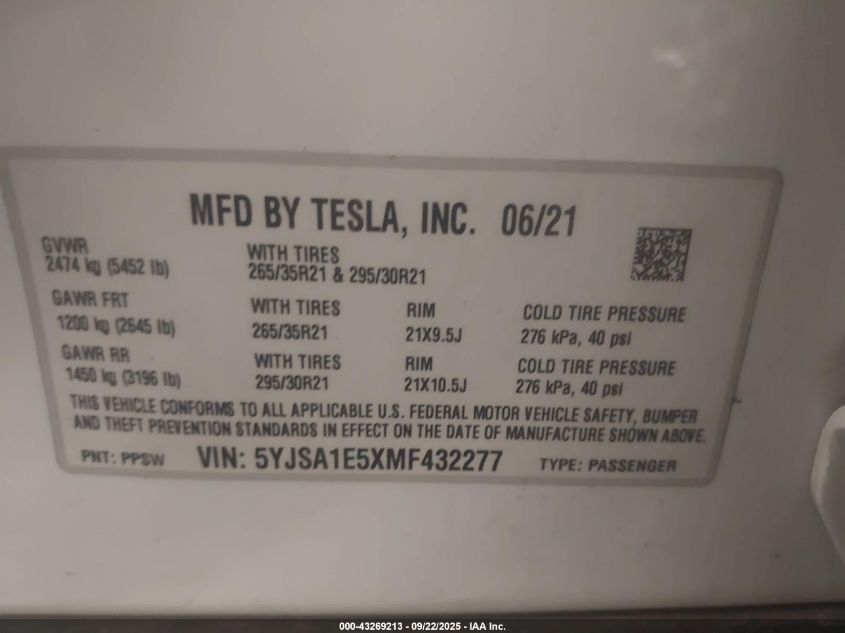 MFD BY TESLA, INC. 06/21
GVWR
2474 kg (5452 lb)
WITH TIRES
265/35R21 & 295/30R21
GAWR FRT
1200 kg (2645 lb)
WITH TIRES
265/35R21
RIM
21X9.5J
COLD TIRE PRESSURE
276 kPa, 40 psi
GAWR RR
1450 kg (3196 lb)
WITH TIRES
295/30R21
RIM
21X10.5J
COLD TIRE PRESSURE
276 kPa, 40 psi
THIS VEHICLE CONFORMS TO ALL APPLICABLE U.S. FEDERAL MOTOR VEHICLE SAFETY, BUMPER
AND THEFT PREVENTION STANDARDS IN EFFECT ON THE DATE OF MANUFACTURE SHOWN ABOVE.
PNT: PPSW VIN: 5YJSA1E5XMF432277 TYPE: PASSENGER
000-43269213 - 09/22/2025 - IAA Inc.